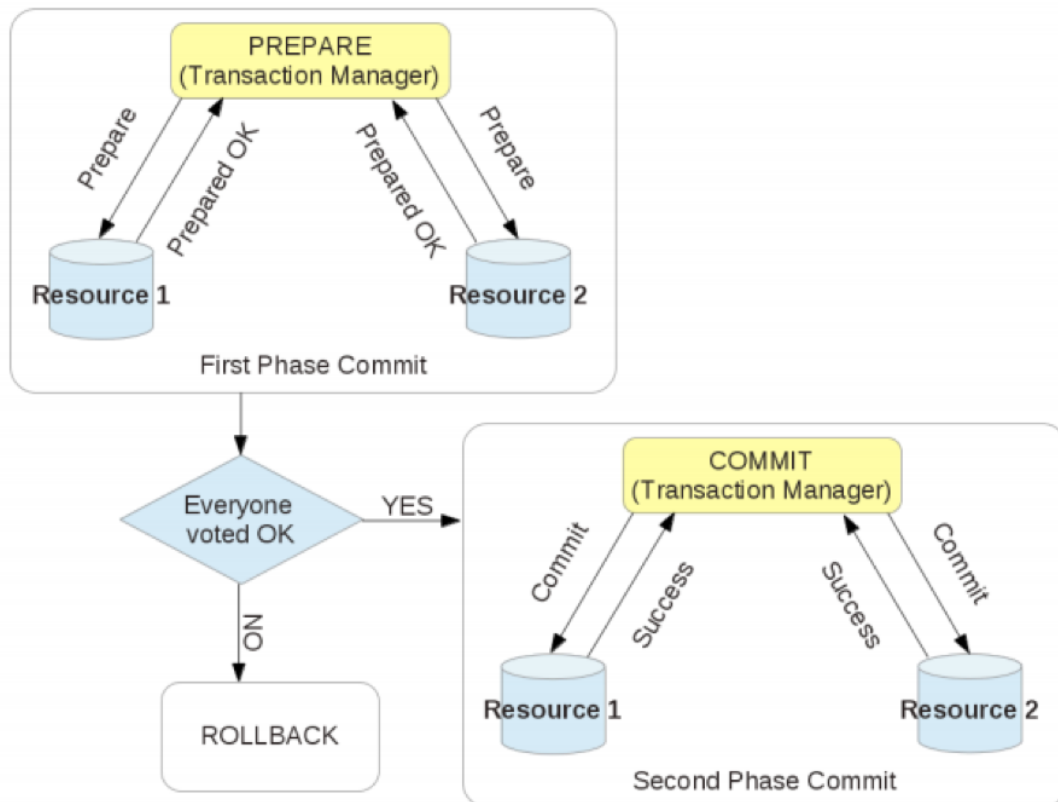 PREPARE
(Transaction Manager)
Prepare
Prepared OK
Prepared OK
Prepare
Resource 1
Resource 2
First Phase Commit
Everyone
voted OK
YES
NO
ROLLBACK
COMMIT
(Transaction Manager)
Commit
Success
Success
Commit
Resource 1
Resource 2
Second Phase Commit